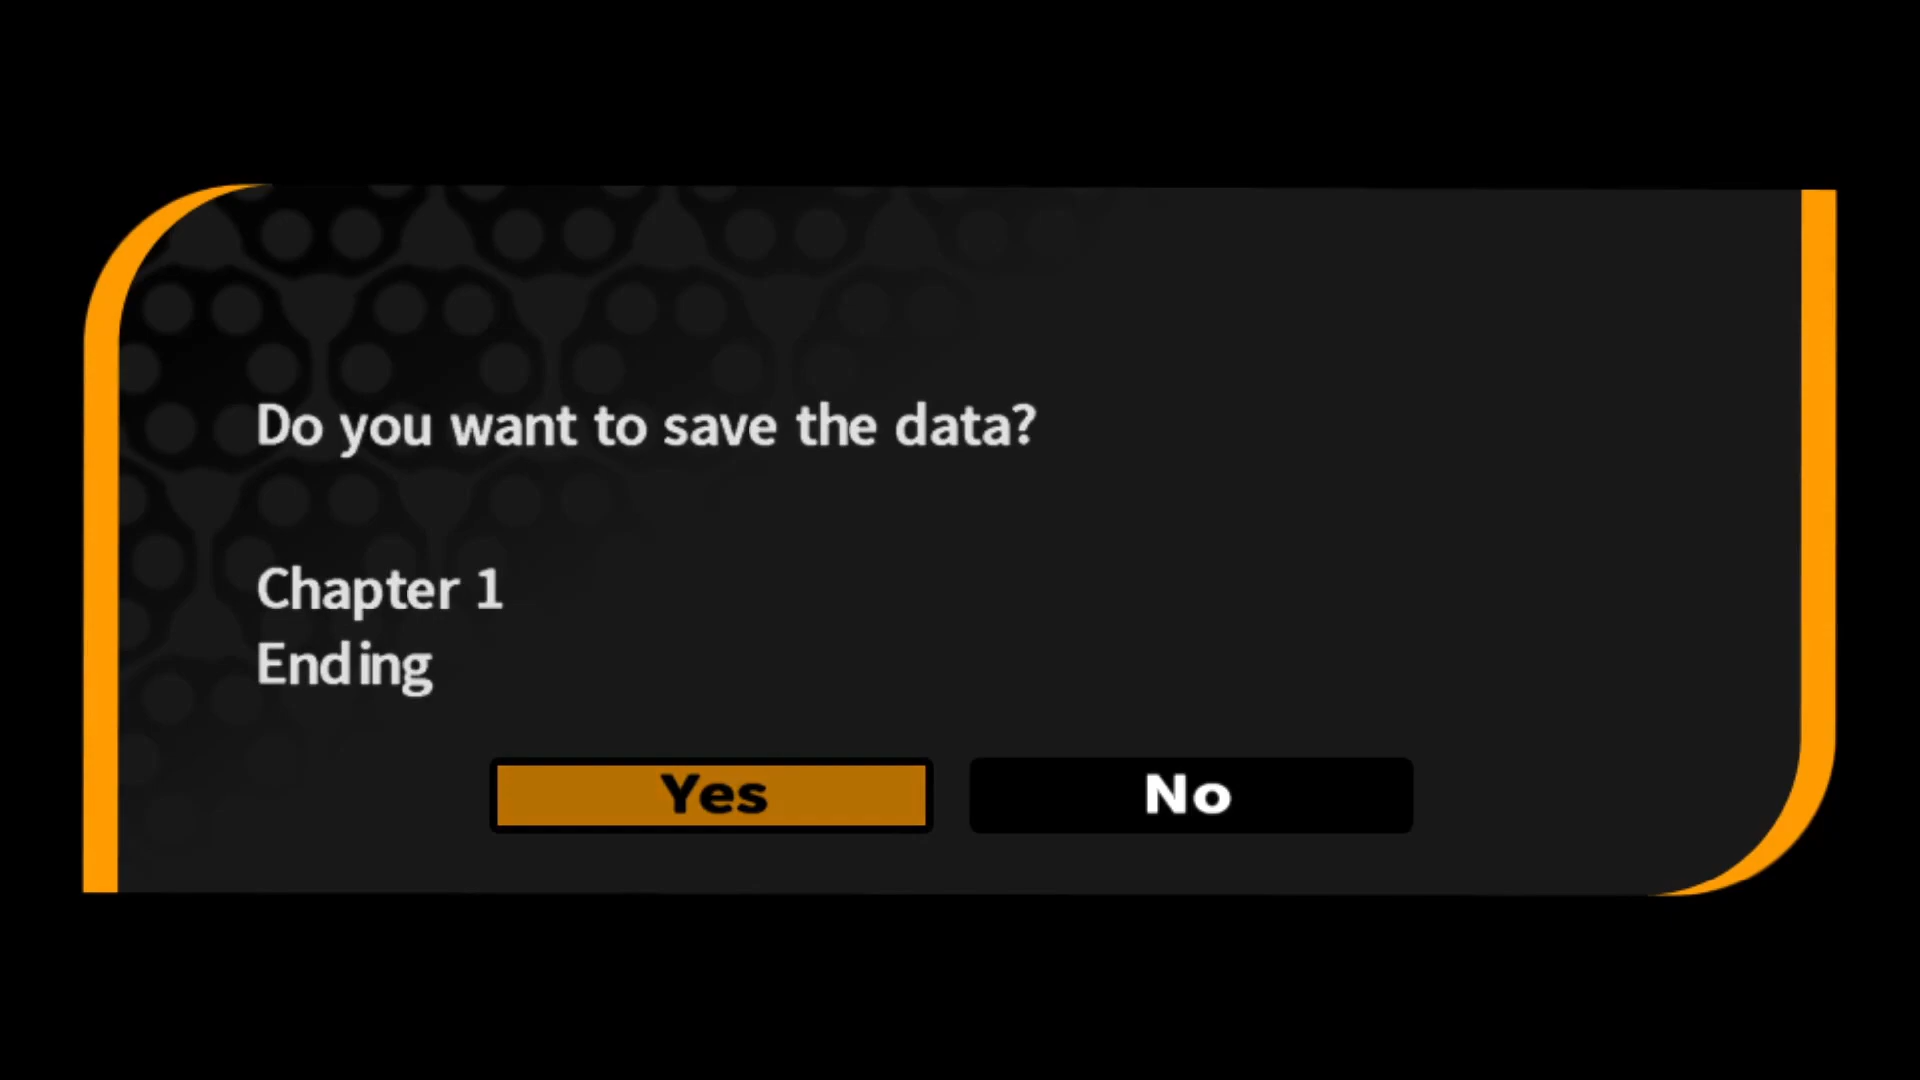 Do you want to save the data?
Chapter 1
Ending
Yes
No